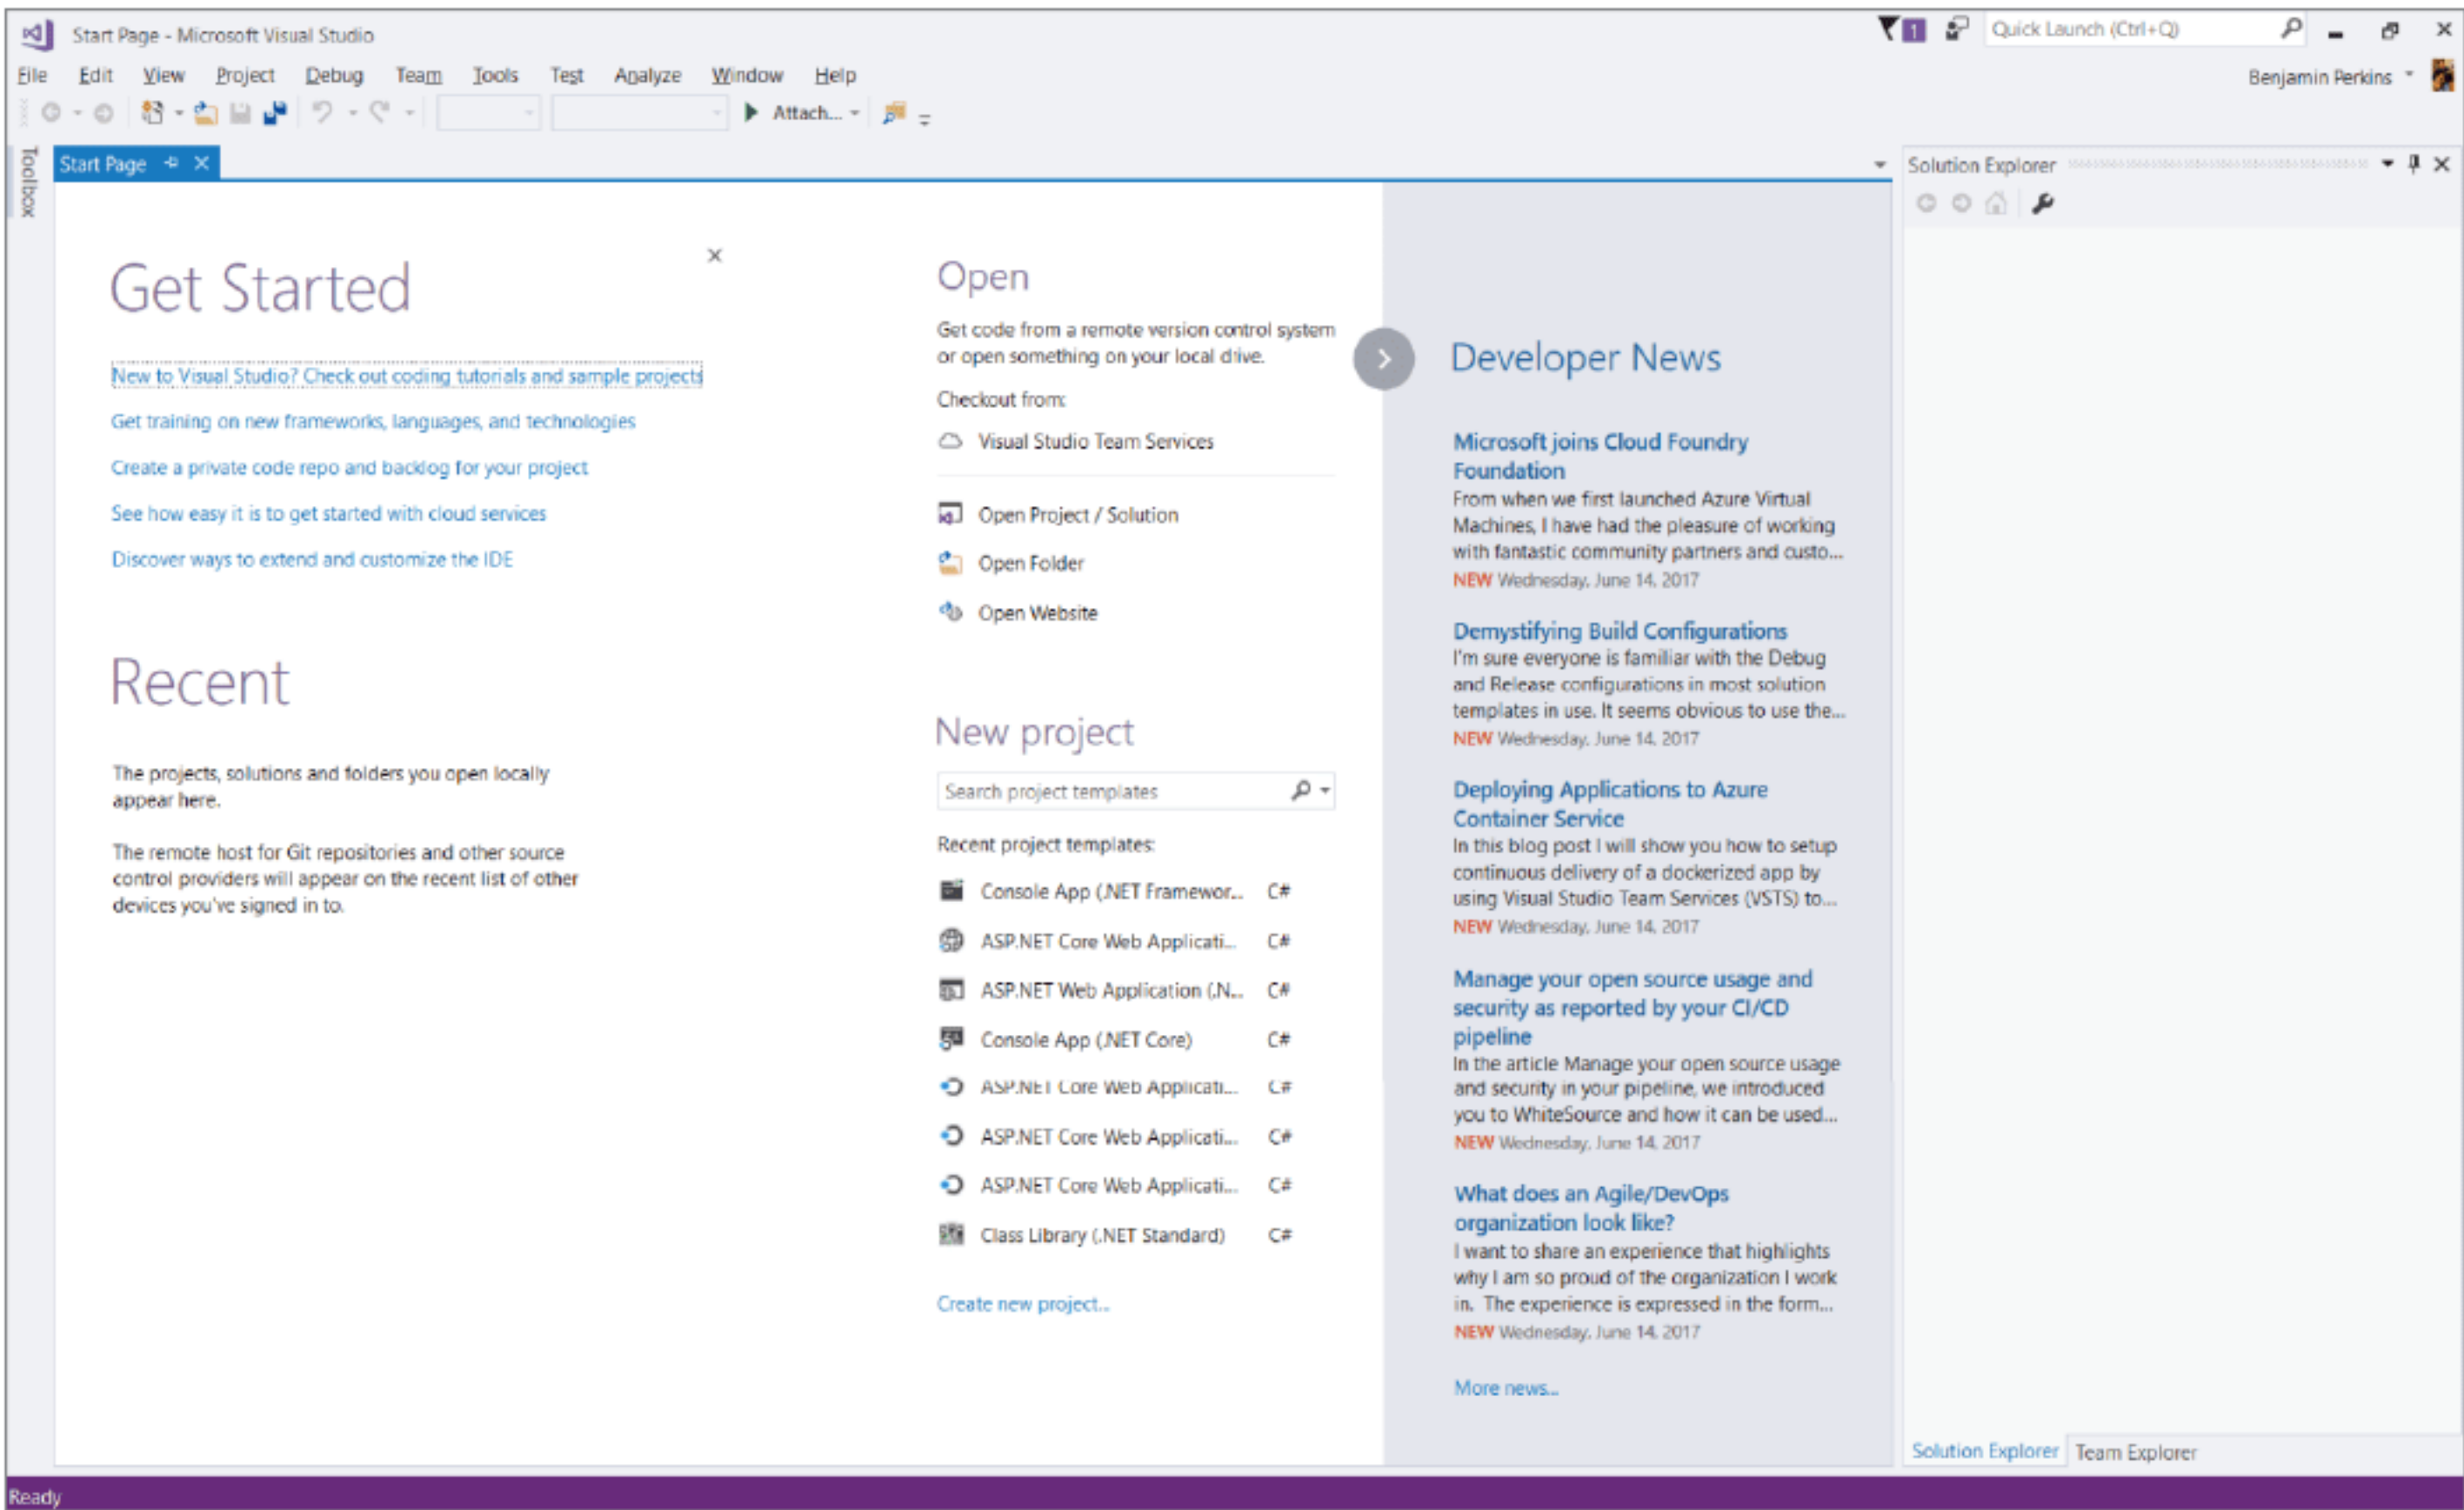 Start Page - Microsoft Visual Studio
1
Quick Launch (Ctrl+Q)
File Edit View Project Debug Team Tools Test Analyze Window Help
Benjamin Perkins
Attach...
Toolbox
Start Page
Get Started
New to Visual Studio? Check out coding tutorials and sample projects
Get training on new frameworks, languages, and technologies
Create a private code repo and backlog for your project
See how easy it is to get started with cloud services
Discover ways to extend and customize the IDE
Recent
The projects, solutions and folders you open locally
appear here.
The remote host for Git repositories and other source
control providers will appear on the recent list of other
devices you've signed in to.
Open
Get code from a remote version control system
or open something on your local drive.
Checkout from:
Visual Studio Team Services
Open Project / Solution
Open Folder
Open Website
New project
Search project templates
Recent project templates:
Console App (.NET Framewor... C#
ASP.NET Core Web Applicati... C#
ASP.NET Web Application (.N... C#
Console App (.NET Core) C#
ASP.NET Core Web Applicati... C#
ASP.NET Core Web Applicati... C#
ASP.NET Core Web Applicati... C#
Class Library (.NET Standard) C#
Create new project...
Developer News
Microsoft joins Cloud Foundry
Foundation
From when we first launched Azure Virtual
Machines, I have had the pleasure of working
with fantastic community partners and custo...
NEW Wednesday, June 14, 2017
Demystifying Build Configurations
I'm sure everyone is familiar with the Debug
and Release configurations in most solution
templates in use. It seems obvious to use the...
NEW Wednesday, June 14, 2017
Deploying Applications to Azure
Container Service
In this blog post I will show you how to setup
continuous delivery of a dockerized app by
using Visual Studio Team Services (VSTS) to...
NEW Wednesday, June 14, 2017
Manage your open source usage and
security as reported by your CI/CD
pipeline
In the article Manage your open source usage
and security in your pipeline, we introduced
you to WhiteSource and how it can be used...
NEW Wednesday, June 14, 2017
What does an Agile/DevOps
organization look like?
I want to share an experience that highlights
why I am so proud of the organization I work
in. The experience is expressed in the form...
NEW Wednesday, June 14, 2017
More news...
Solution Explorer
Solution Explorer Team Explorer
Ready